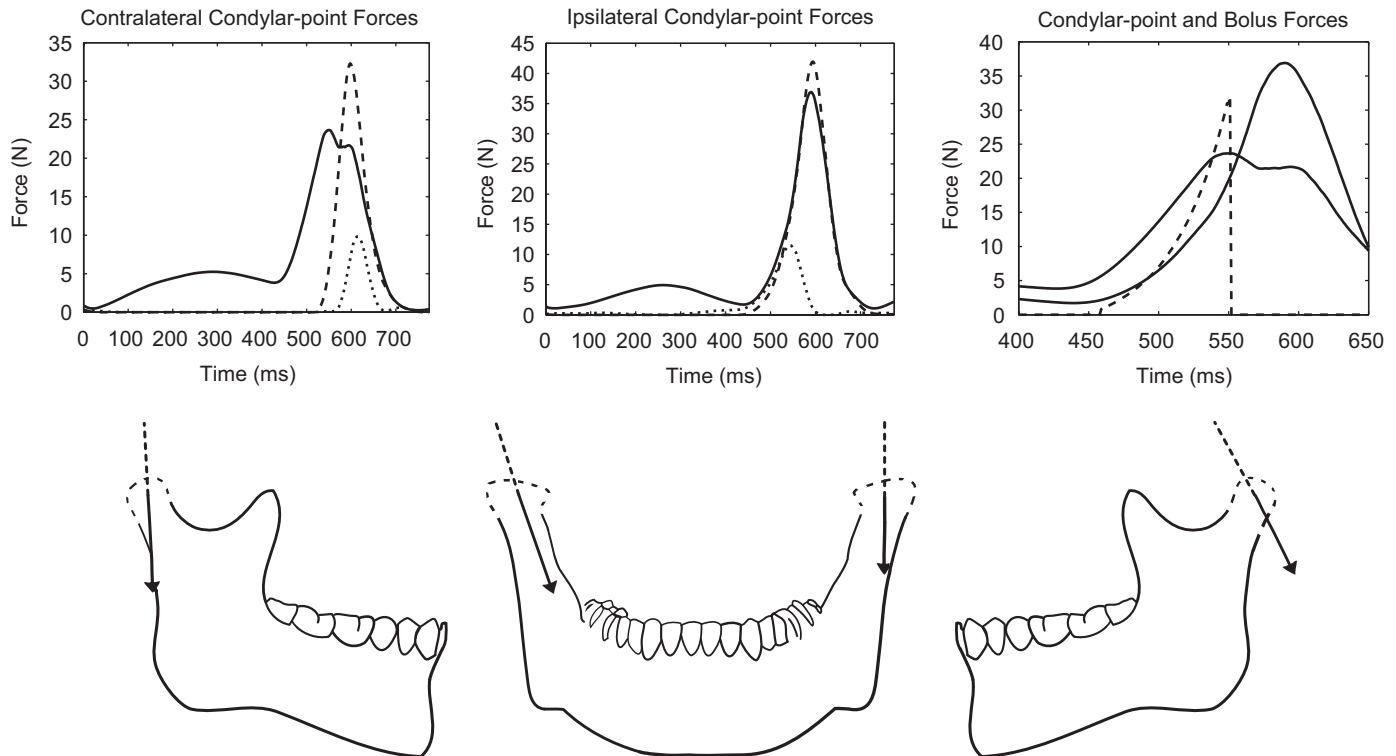 Contralateral Condylar-point Forces
35
30
25
20
15
10
5
0
Force (N)
0 100 200 300 400 500 600 700
Time (ms)
Ipsilateral Condylar-point Forces
45
40
35
30
25
20
15
10
5
0
Force (N)
0 100 200 300 400 500 600 700
Time (ms)
Condylar-point and Bolus Forces
40
35
30
25
20
15
10
5
0
Force (N)
400 450 500 550 600 650
Time (ms)